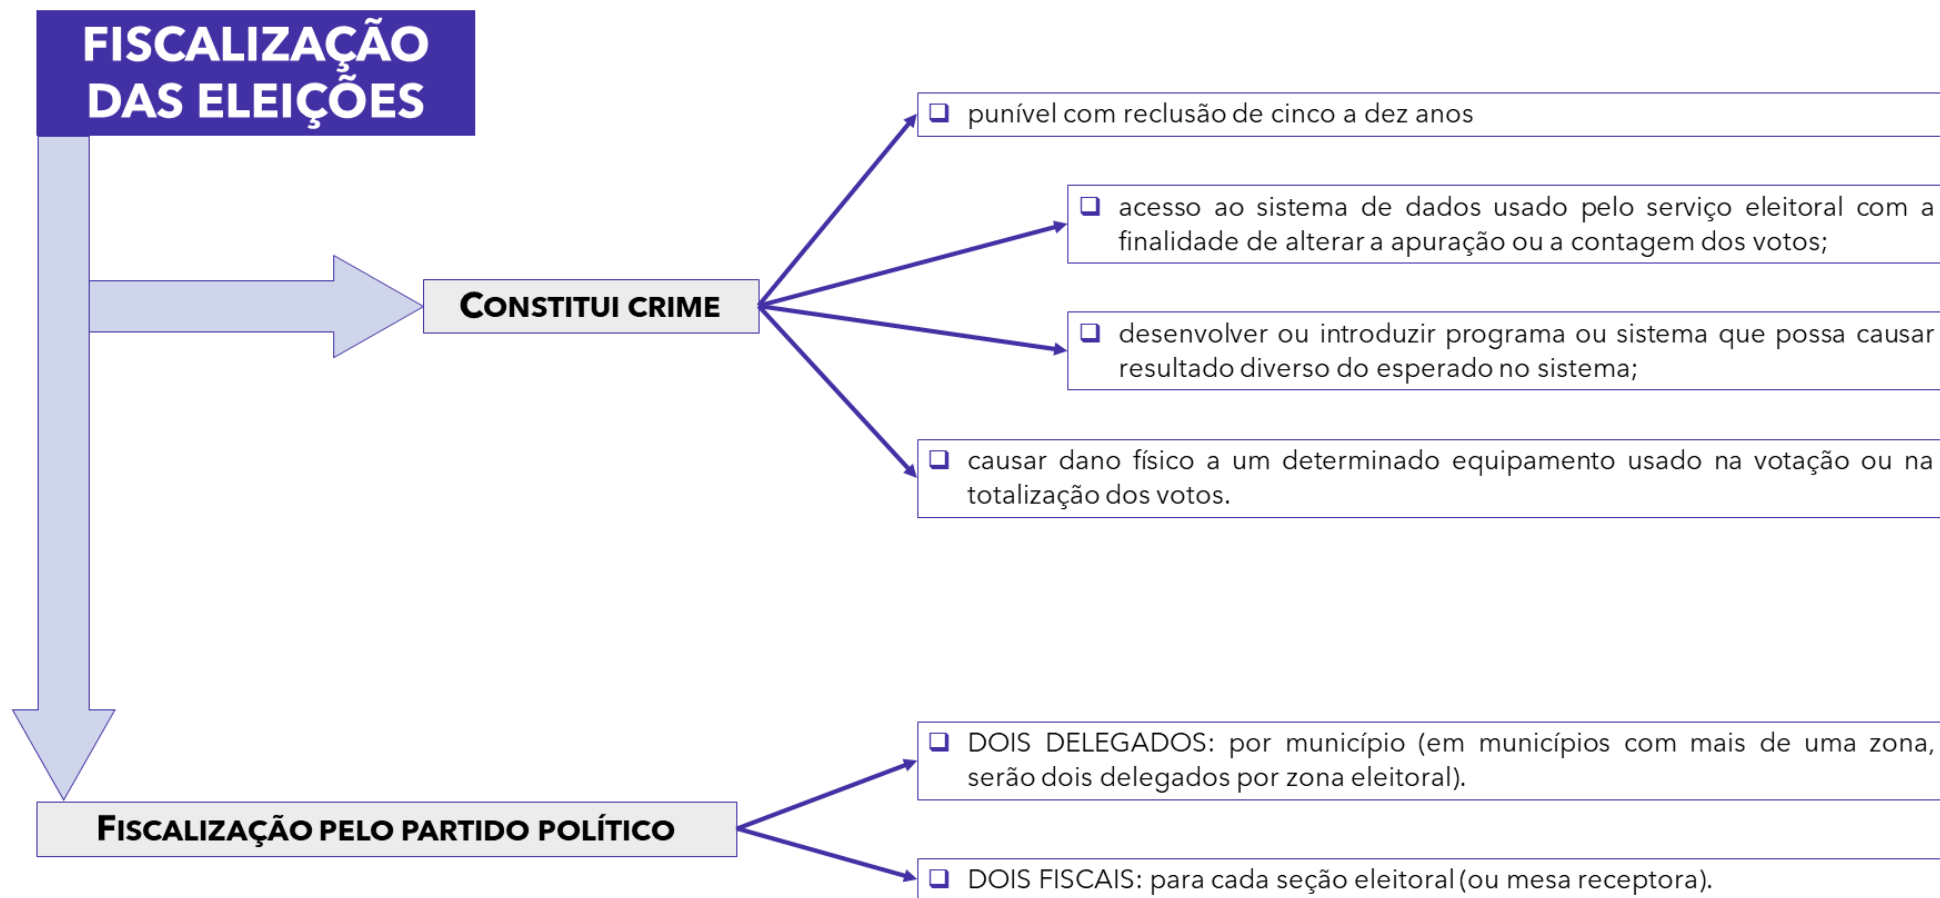 FISCALIZAÇÃO
DAS ELEIÇÕES
❑ punível com reclusão de cinco a dez anos
❑ acesso ao sistema de dados usado pelo serviço eleitoral com a
finalidade de alterar a apuração ou a contagem dos votos;
CONSTITUI CRIME
❑ desenvolver ou introduzir programa ou sistema que possa causar
resultado diverso do esperado no sistema;
❑ causar dano físico a um determinado equipamento usado na votação ou na
totalização dos votos.
FISCALIZAÇÃO PELO PARTIDO POLÍTICO
❑ DOIS DELEGADOS: por município (em municípios com mais de uma zona,
serão dois delegados por zona eleitoral).
❑ DOIS FISCAIS: para cada seção eleitoral (ou mesa receptora).